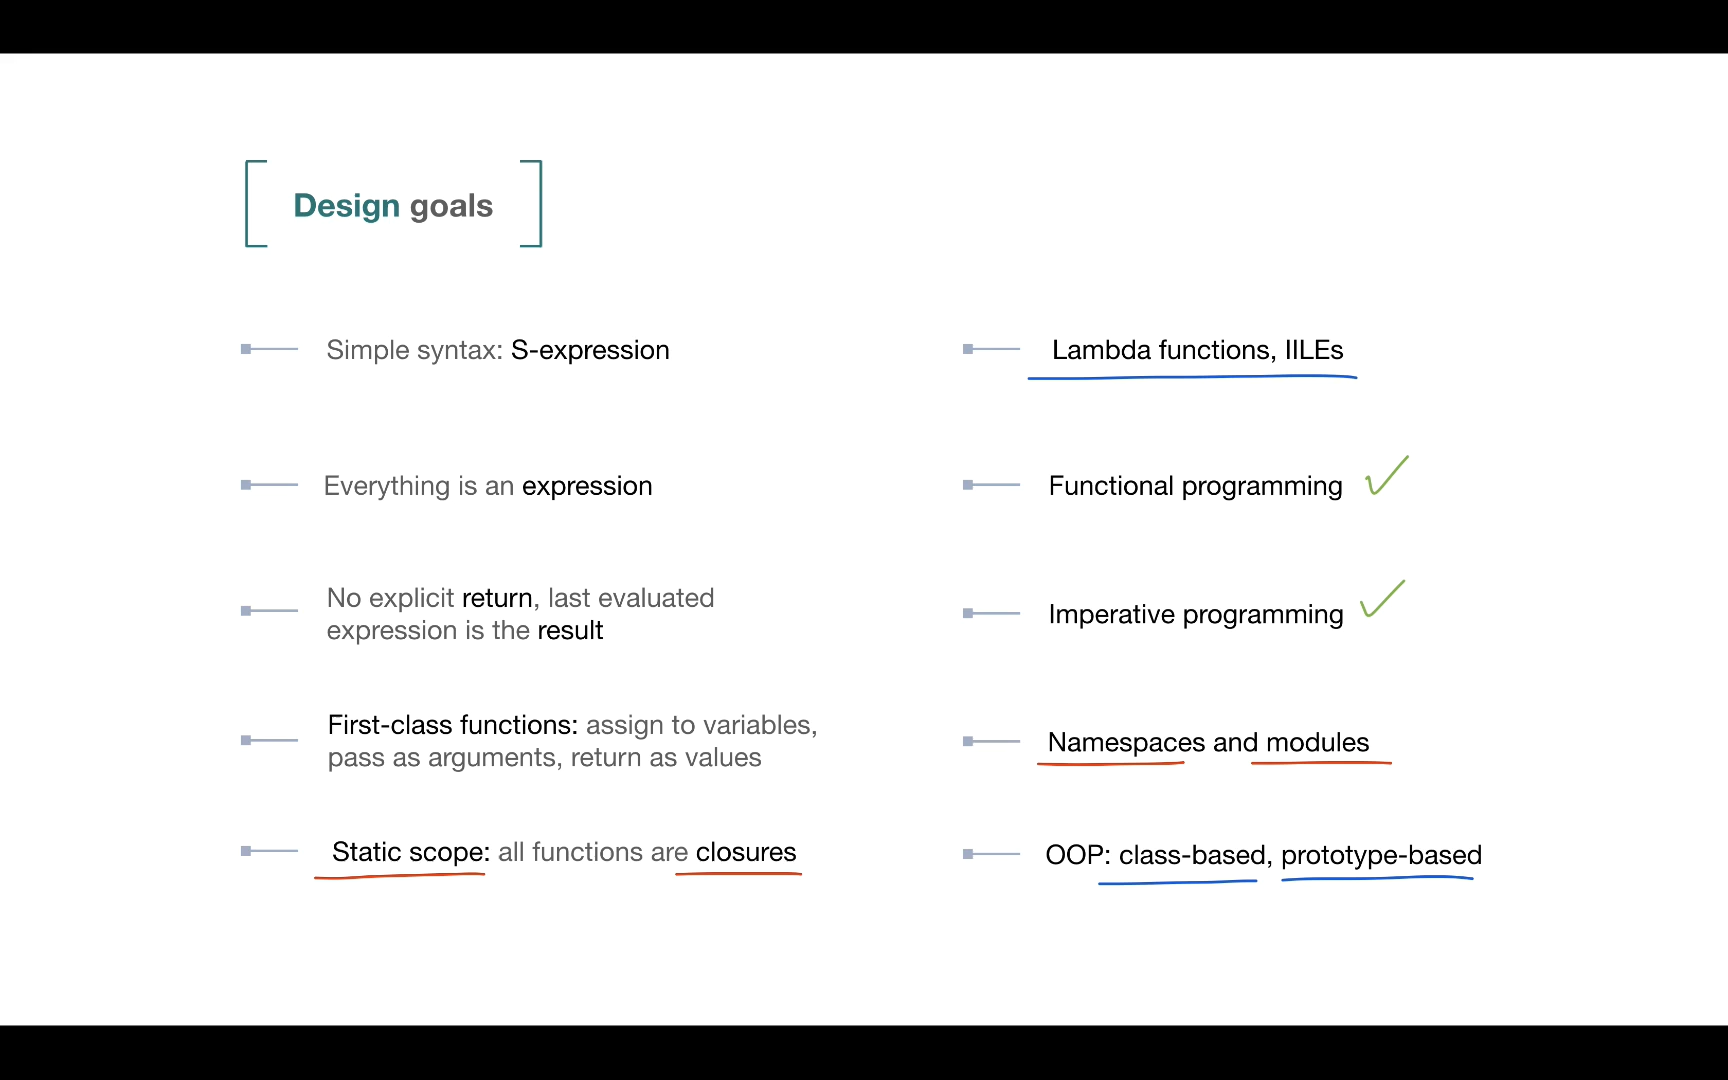 Design goals
Simple syntax: S-expression
Everything is an expression
No explicit return, last evaluated
expression is the result
First-class functions: assign to variables,
pass as arguments, return as values
Static scope: all functions are closures
Lambda functions, IILEs
Functional programming
Imperative programming
Namespaces and modules
OOP: class-based, prototype-based